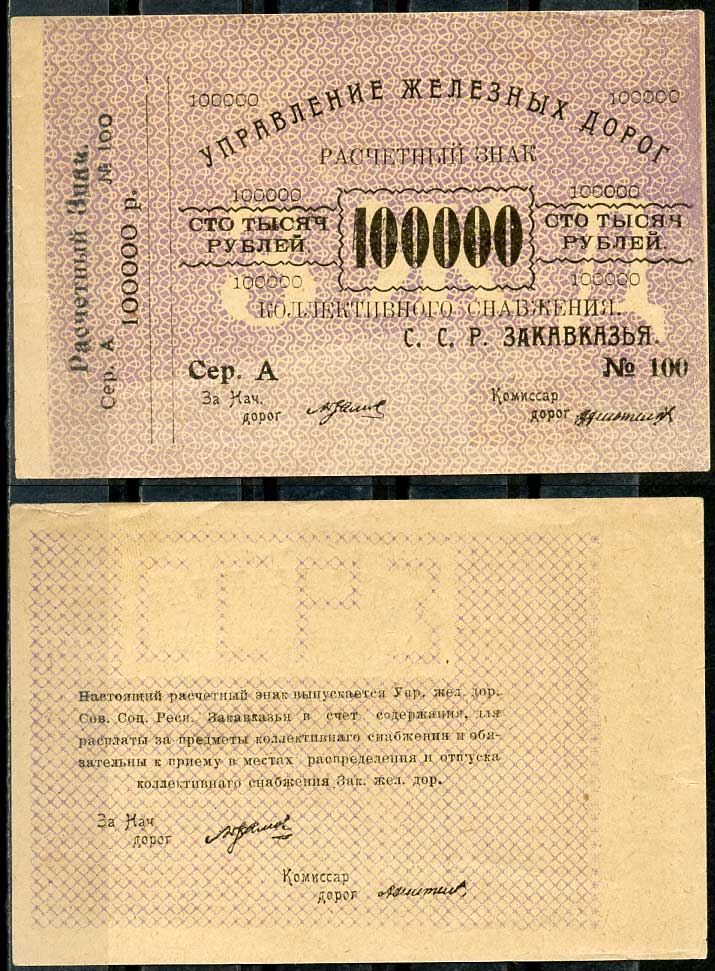 Расчетный Знак.
Сер. А № 100
100000 р.
100000 100000
УПРАВЛЕНИЕ ЖЕЛЕЗНЫХ ДОРОГ
РАСЧЕТНЫЙ ЗНАК
100000 100000
СТО ТЫСЯЧ РУБЛЕЙ. 100000 СТО ТЫСЯЧ РУБЛЕЙ.
100000 100000
КОЛЛЕКТИВНОГО СНАБЖЕНИЯ.
С. С. Р. ЗАКАВКАЗЬЯ.
Сер. А № 100
За Нач. Комиссар
дорог дорог
ССРЗ
Настоящий расчетный знак выпускается Упр. жел. дор.
Сов. Соц. Респ. Закавказья в счет содержания, для
расплаты за предметы коллективнаго снабжения и обя-
зательны к приему в местах распределения и отпуска
коллективнаго снабжения Зак. жел. дор.
За Нач
дорог
Комиссар
дорог